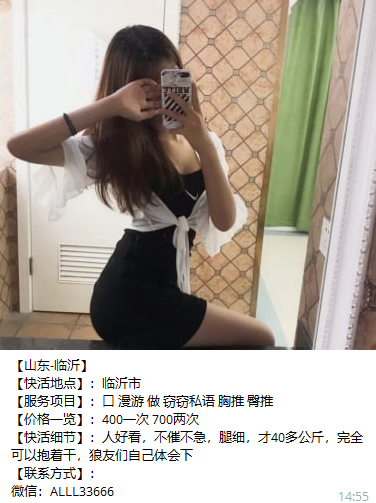 【山东-临沂】
【快活地点】：临沂市
【服务项目】：口 漫游 做 窃窃私语 胸推 臀推
【价格一览】：400一次 700两次
【快活细节】：人好看，不催不急，腿细，才40多公斤，完全
可以抱着干，狼友们自己体会下
【联系方式】：
微信：ALLL33666
14:55